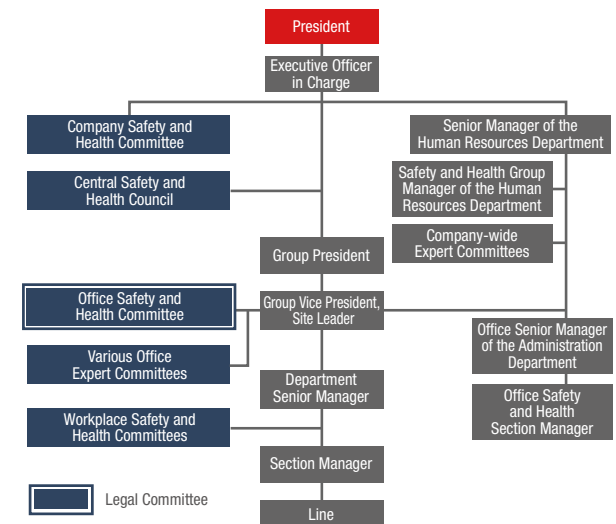 President
Executive Officer
in Charge
Company Safety and
Health Committee
Senior Manager of the
Human Resources Department
Central Safety and
Health Council
Safety and Health Group
Manager of the Human
Resources Department
Company-wide
Expert Committees
Group President
Office Safety and
Health Committee
Group Vice President,
Site Leader
Office Senior Manager
of the Administration
Department
Various Office
Expert Committees
Department
Senior Manager
Office Safety
and Health
Section Manager
Workplace Safety and
Health Committees
Section Manager
Legal Committee
Line